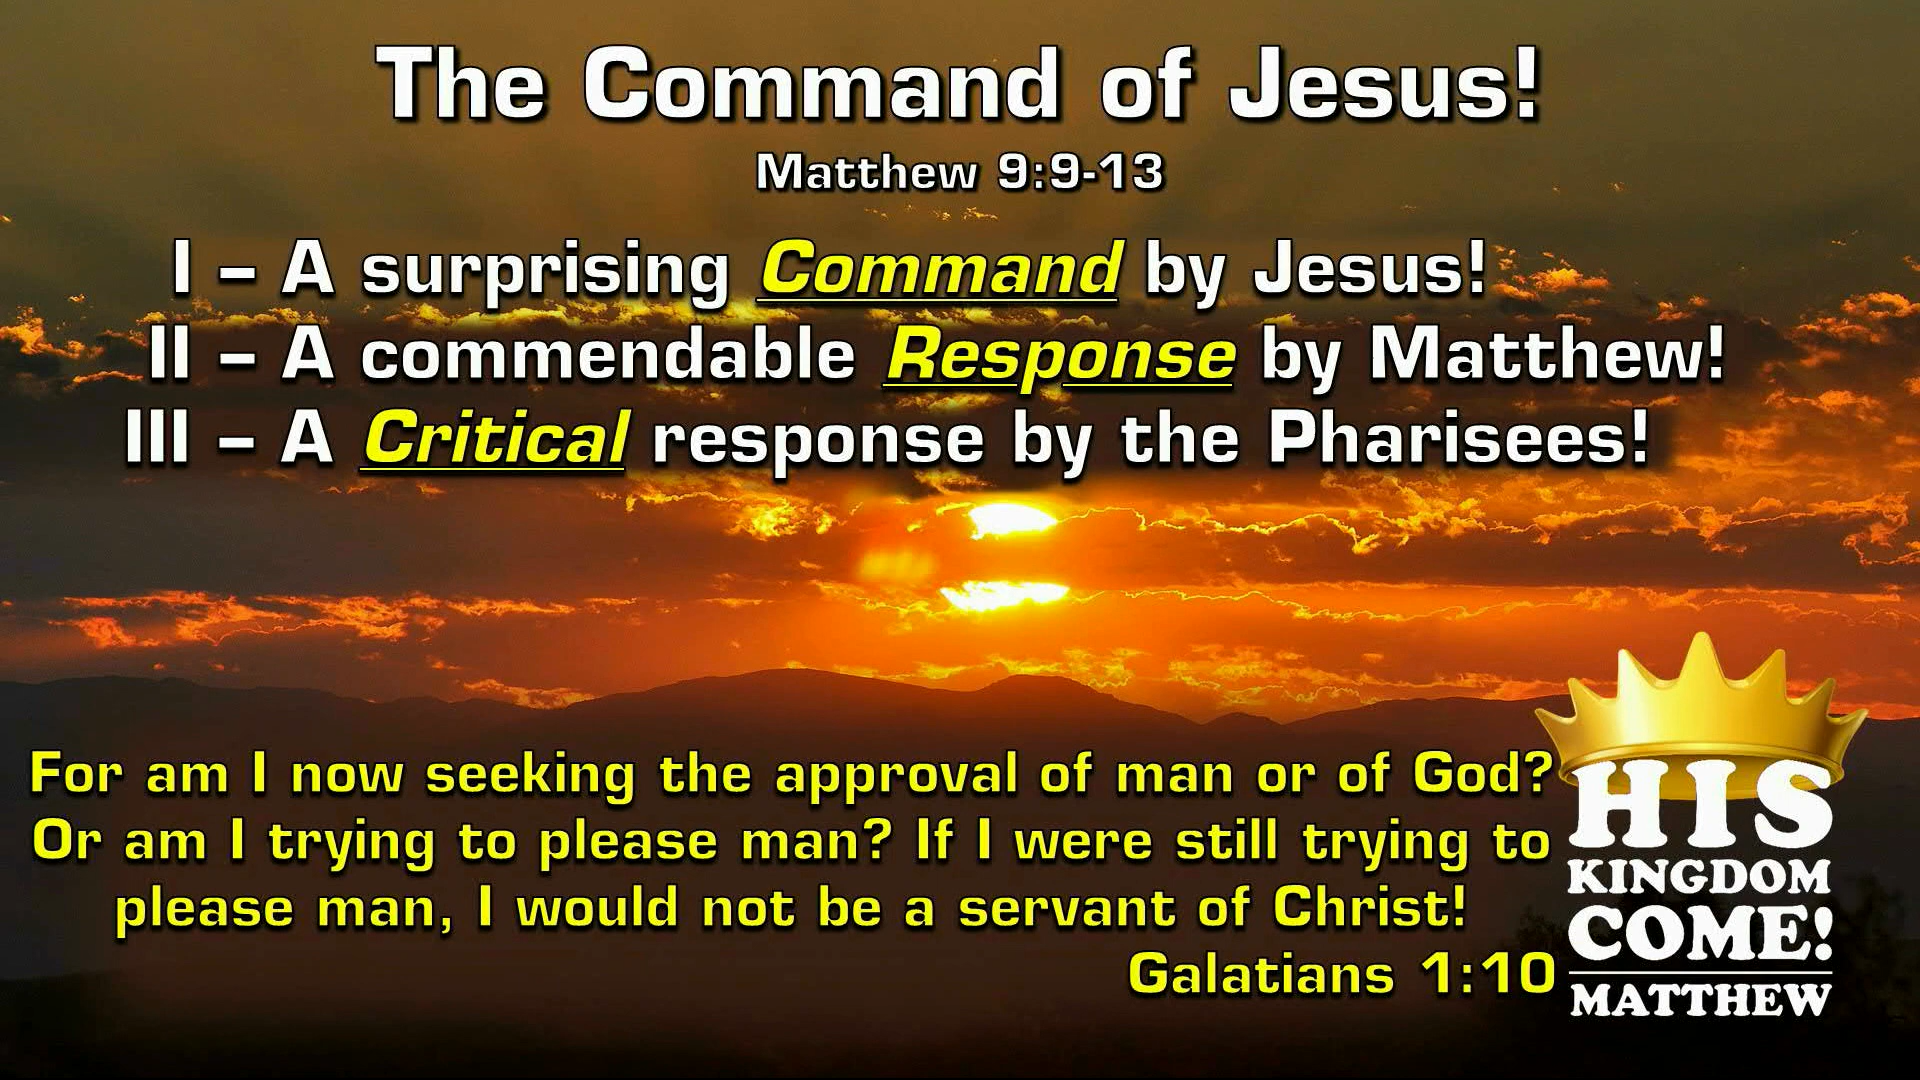 The Command of Jesus!
Matthew 9:9-13
I – A surprising Command by Jesus!
II – A commendable Response by Matthew!
III – A Critical response by the Pharisees!
For am I now seeking the approval of man or of God?
Or am I trying to please man? If I were still trying to
please man, I would not be a servant of Christ!
Galatians 1:10
HIS
KINGDOM
COME!
MATTHEW